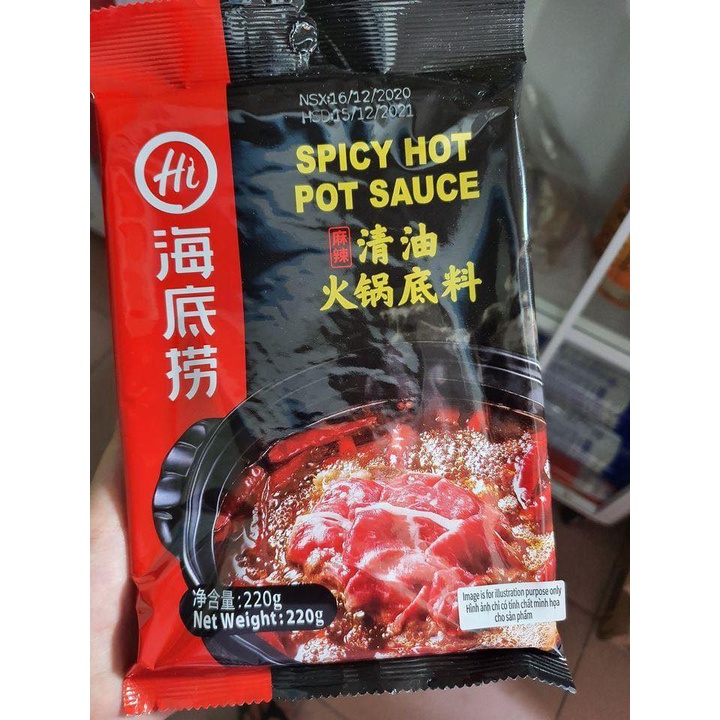 NSX:16/12/2020
HSD:15/12/2021
Hi
海底捞
SPICY HOT
POT SAUCE
麻辣
清油
火锅底料
净含量:220g
Net Weight:220g
Image is for illustration purpose only
Hình ảnh chỉ có tính chất minh họa
cho sản phẩm